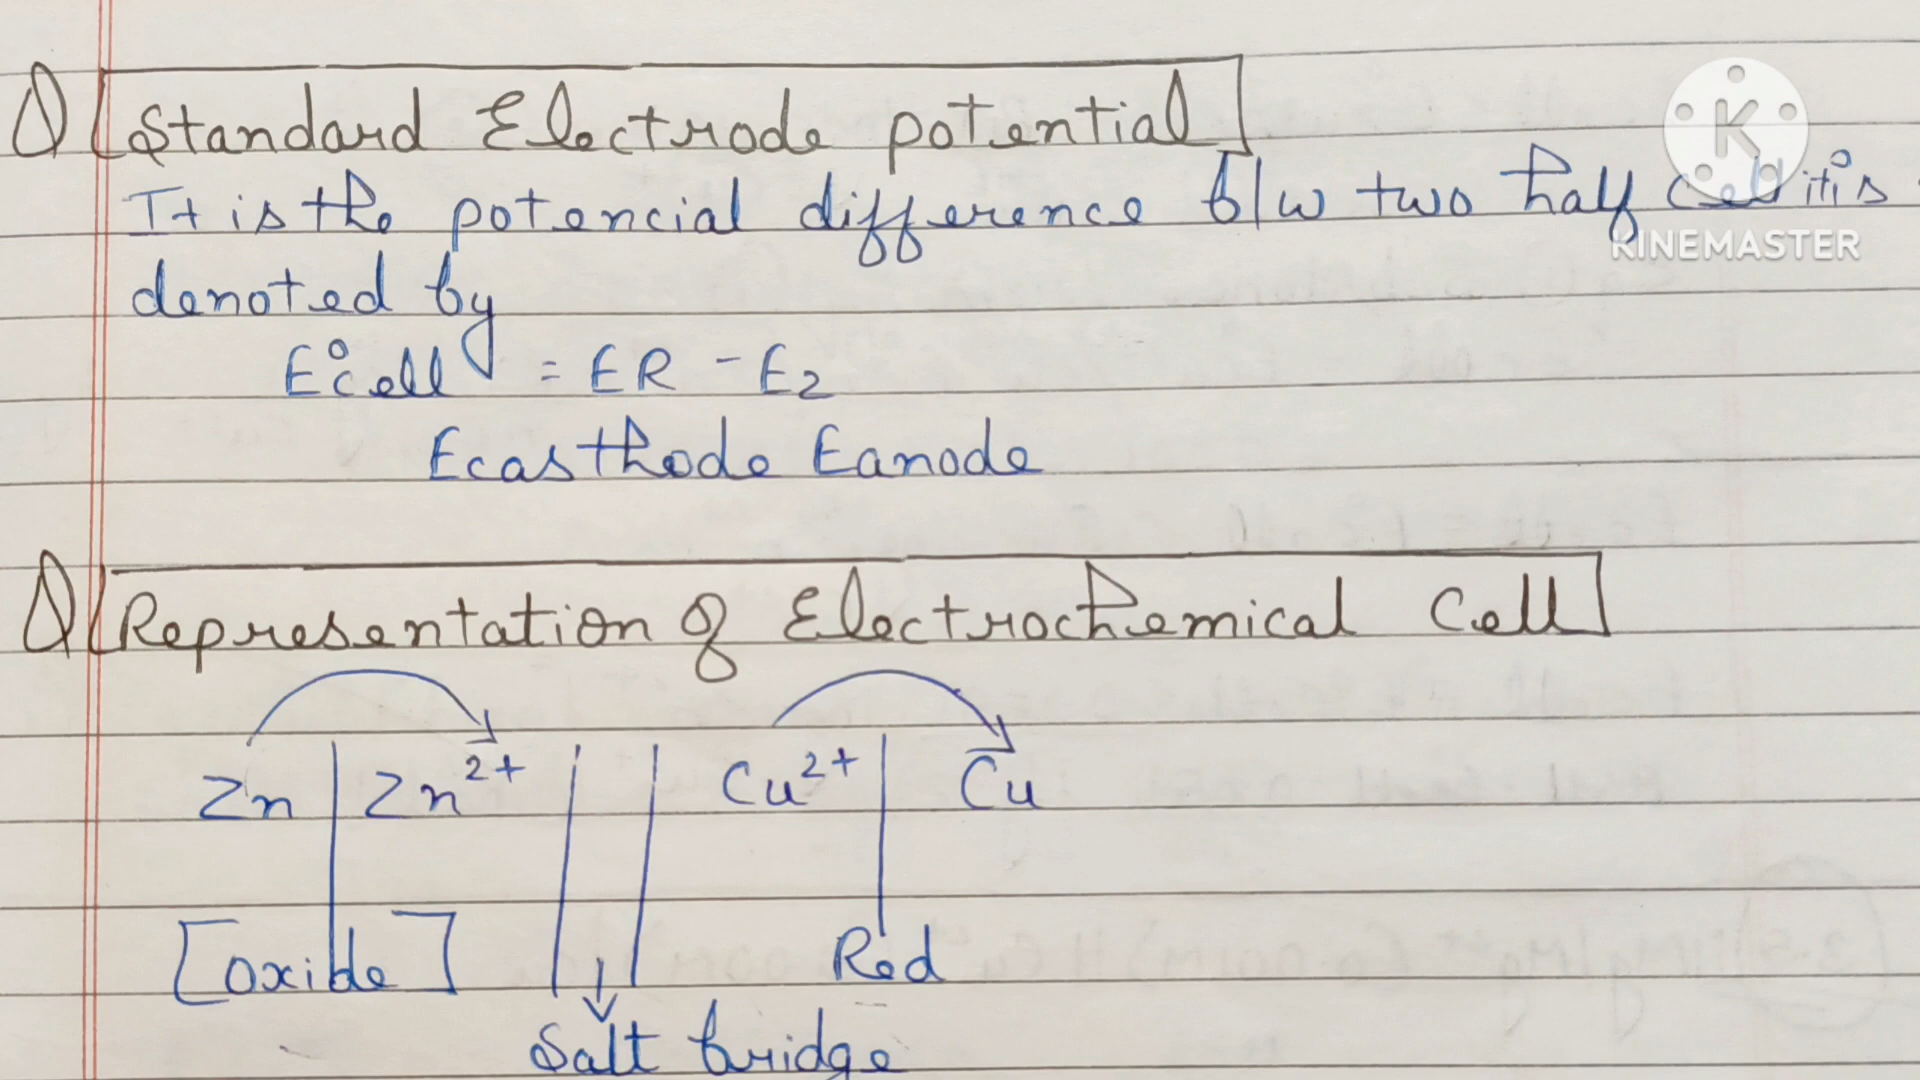 Q Standard Electrode potential
It is the potencial difference b/w two half cell it is
denoted by
E°cell = ER - E2
Ecasthode Eanode
Q Representation of Electrochemical Cell
Zn | Zn2+ | | Cu2+ | Cu
[oxide] Red
Salt bridge
K
KINEMASTER